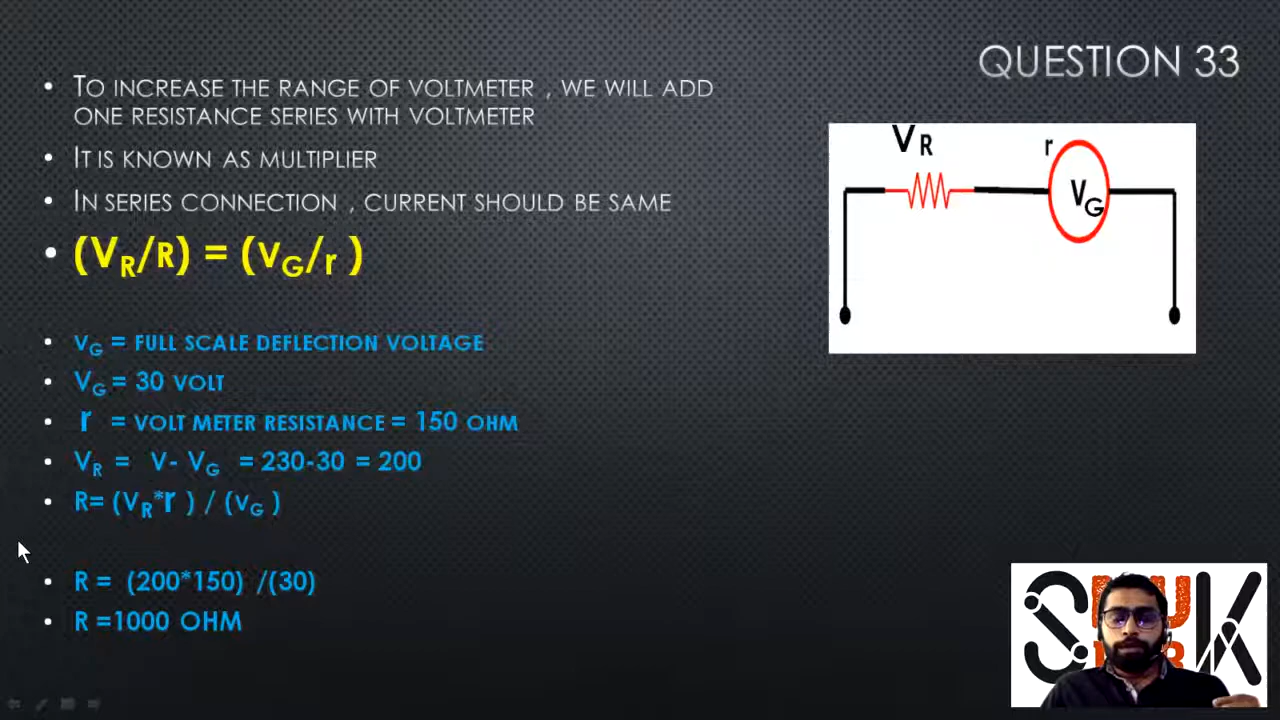 QUESTION 33
• TO INCREASE THE RANGE OF VOLTMETER , WE WILL ADD
ONE RESISTANCE SERIES WITH VOLTMETER
• IT IS KNOWN AS MULTIPLIER
• IN SERIES CONNECTION , CURRENT SHOULD BE SAME
• (VR/R) = (VG/r )
• VG = FULL SCALE DEFLECTION VOLTAGE
• VG = 30 VOLT
• r = VOLT METER RESISTANCE = 150 OHM
• VR = V- VG = 230-30 = 200
• R= (VR*r ) / (VG )
• R = (200*150) /(30)
• R =1000 OHM
VR
r
VG